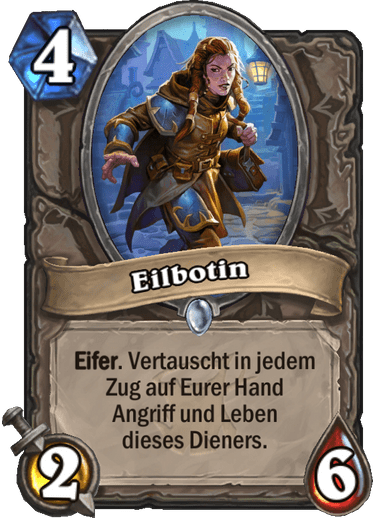 4
Eilbotin
Eifer. Vertauscht in jedem
Zug auf Eurer Hand
Angriff und Leben
dieses Dieners.
2
6